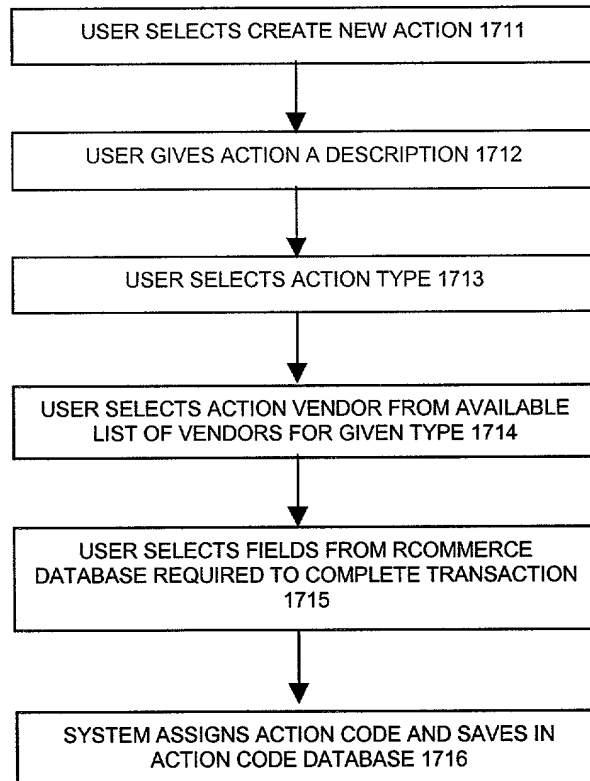 USER SELECTS CREATE NEW ACTION 1711
USER GIVES ACTION A DESCRIPTION 1712
USER SELECTS ACTION TYPE 1713
USER SELECTS ACTION VENDOR FROM AVAILABLE
LIST OF VENDORS FOR GIVEN TYPE 1714
USER SELECTS FIELDS FROM RCOMMERCE
DATABASE REQUIRED TO COMPLETE TRANSACTION
1715
SYSTEM ASSIGNS ACTION CODE AND SAVES IN
ACTION CODE DATABASE 1716